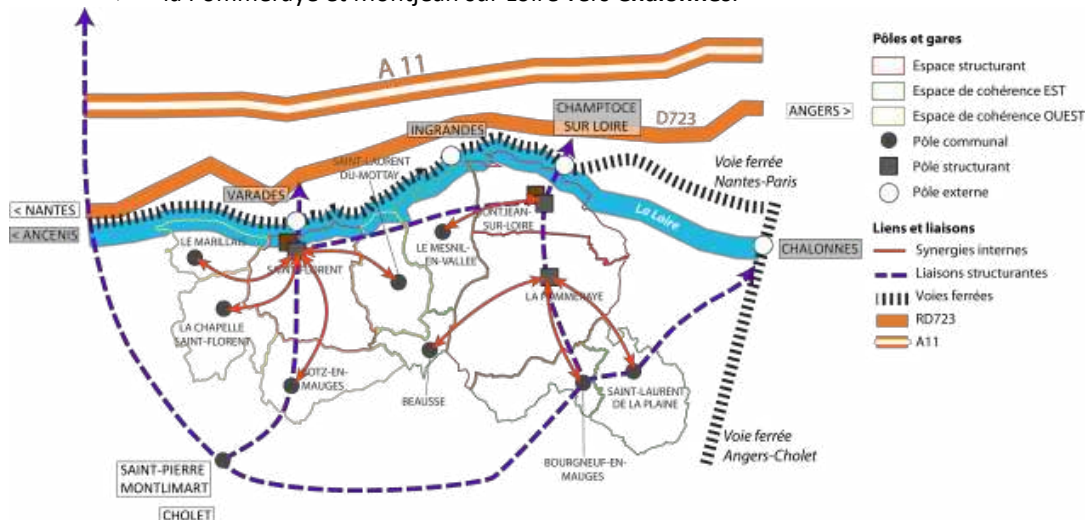 la Pommeraye et Montjean sur Loire vers Chalonnes.
A 11
CHAMPTOCE
SUR LOIRE
D723
ANGERS >
INGRANDES
SAINT-LAURENT
DU-MOTTAY
VARADES
Voie ferrée
Nantes-Paris
< NANTES
< ANCENIS
La Loire
CHALONNES
LE MARILLAIS
SAINT-FLORENT
MONTJEAN-
SUR-LOIRE
LE MESNIL-
EN-VALLEE
LA POMMERAYE
LA CHAPELLE
SAINT-FLORENT
BOTZ-EN-
MAUGES
BEAUSSE
SAINT-LAURENT
DE LA PLAINE
BOURGNEUF-EN-
MAUGES
Voie ferrée
Angers-Cholet
SAINT-PIERRE
MONTLIMART
CHOLET
Pôles et gares
Espace structurant
Espace de cohérence EST
Espace de cohérence OUEST
Pôle communal
Pôle structurant
Pôle externe
Liens et liaisons
Synergies internes
Liaisons structurantes
Voies ferrées
RD723
A11